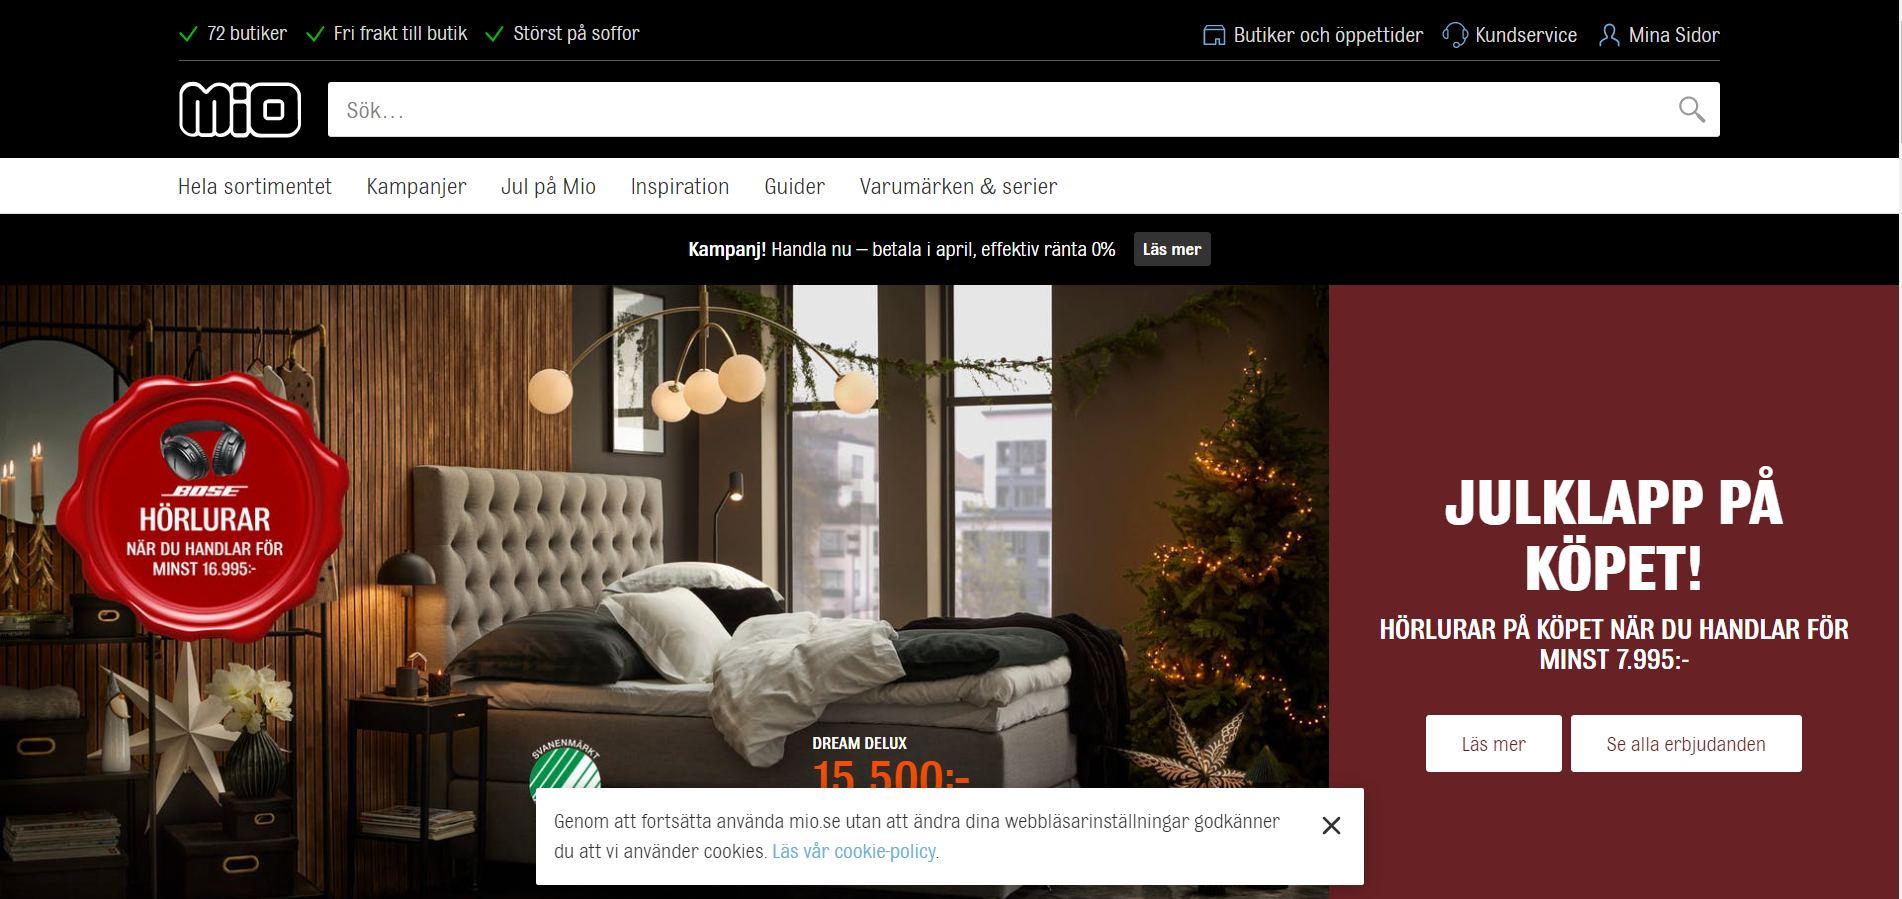 72 butiker
Fri frakt till butik
Störst på soffor
Butiker och öppettider
Kundservice
Mina Sidor
mio
Sök...
Hela sortimentet
Kampanjer
Jul på Mio
Inspiration
Guider
Varumärken & serier
Kampanj! Handla nu – betala i april, effektiv ränta 0%
Läs mer
BOSE
HÖRLURAR
NÄR DU HANDLAR FÖR
MINST 16.995:-
JULKLAPP PÅ
KÖPET!
HÖRLURAR PÅ KÖPET NÄR DU HANDLAR FÖR
MINST 7.995:-
Läs mer
Se alla erbjudanden
SVANENMÄRKT
DREAM DELUX
15.500:-
Genom att fortsätta använda mio.se utan att ändra dina webbläsarinställningar godkänner
du att vi använder cookies. Läs vår cookie-policy.